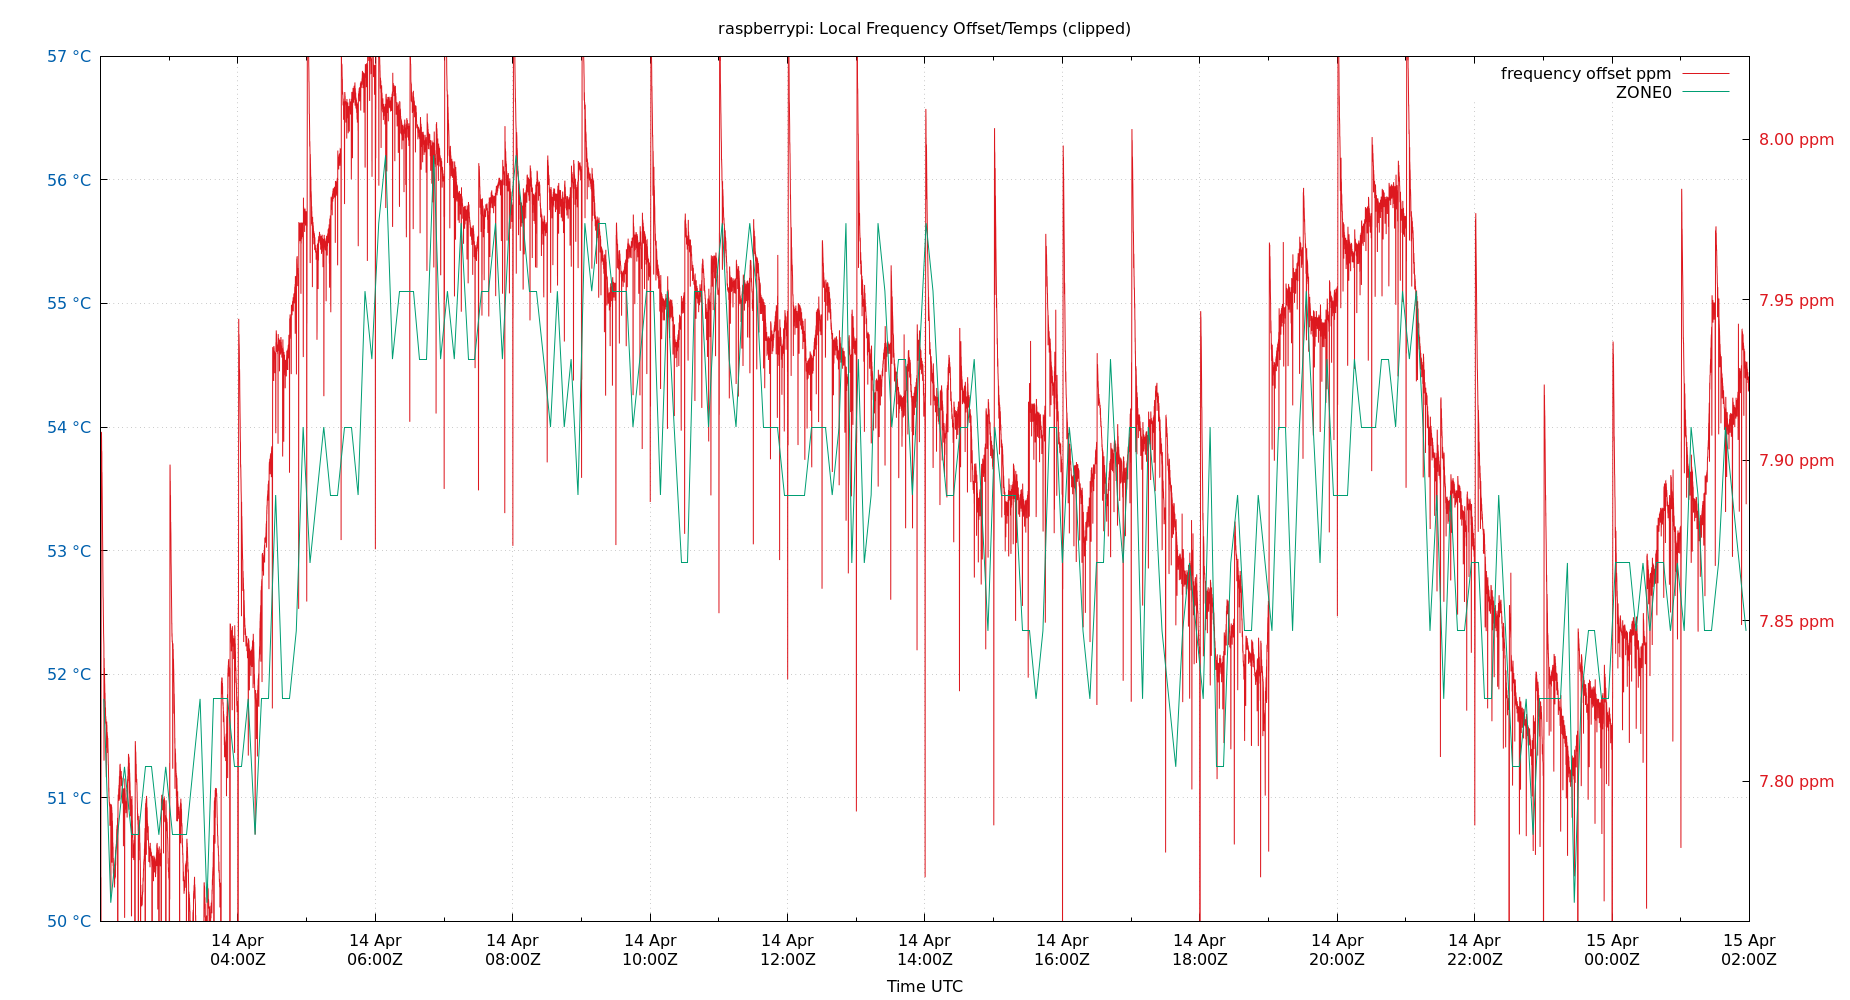 raspberrypi: Local Frequency Offset/Temps (clipped)
57 °C
56 °C
55 °C
54 °C
53 °C
52 °C
51 °C
50 °C
frequency offset ppm
ZONE0
8.00 ppm
7.95 ppm
7.90 ppm
7.85 ppm
7.80 ppm
14 Apr
04:00Z
14 Apr
06:00Z
14 Apr
08:00Z
14 Apr
10:00Z
14 Apr
12:00Z
14 Apr
14:00Z
14 Apr
16:00Z
14 Apr
18:00Z
14 Apr
20:00Z
14 Apr
22:00Z
15 Apr
00:00Z
15 Apr
02:00Z
Time UTC